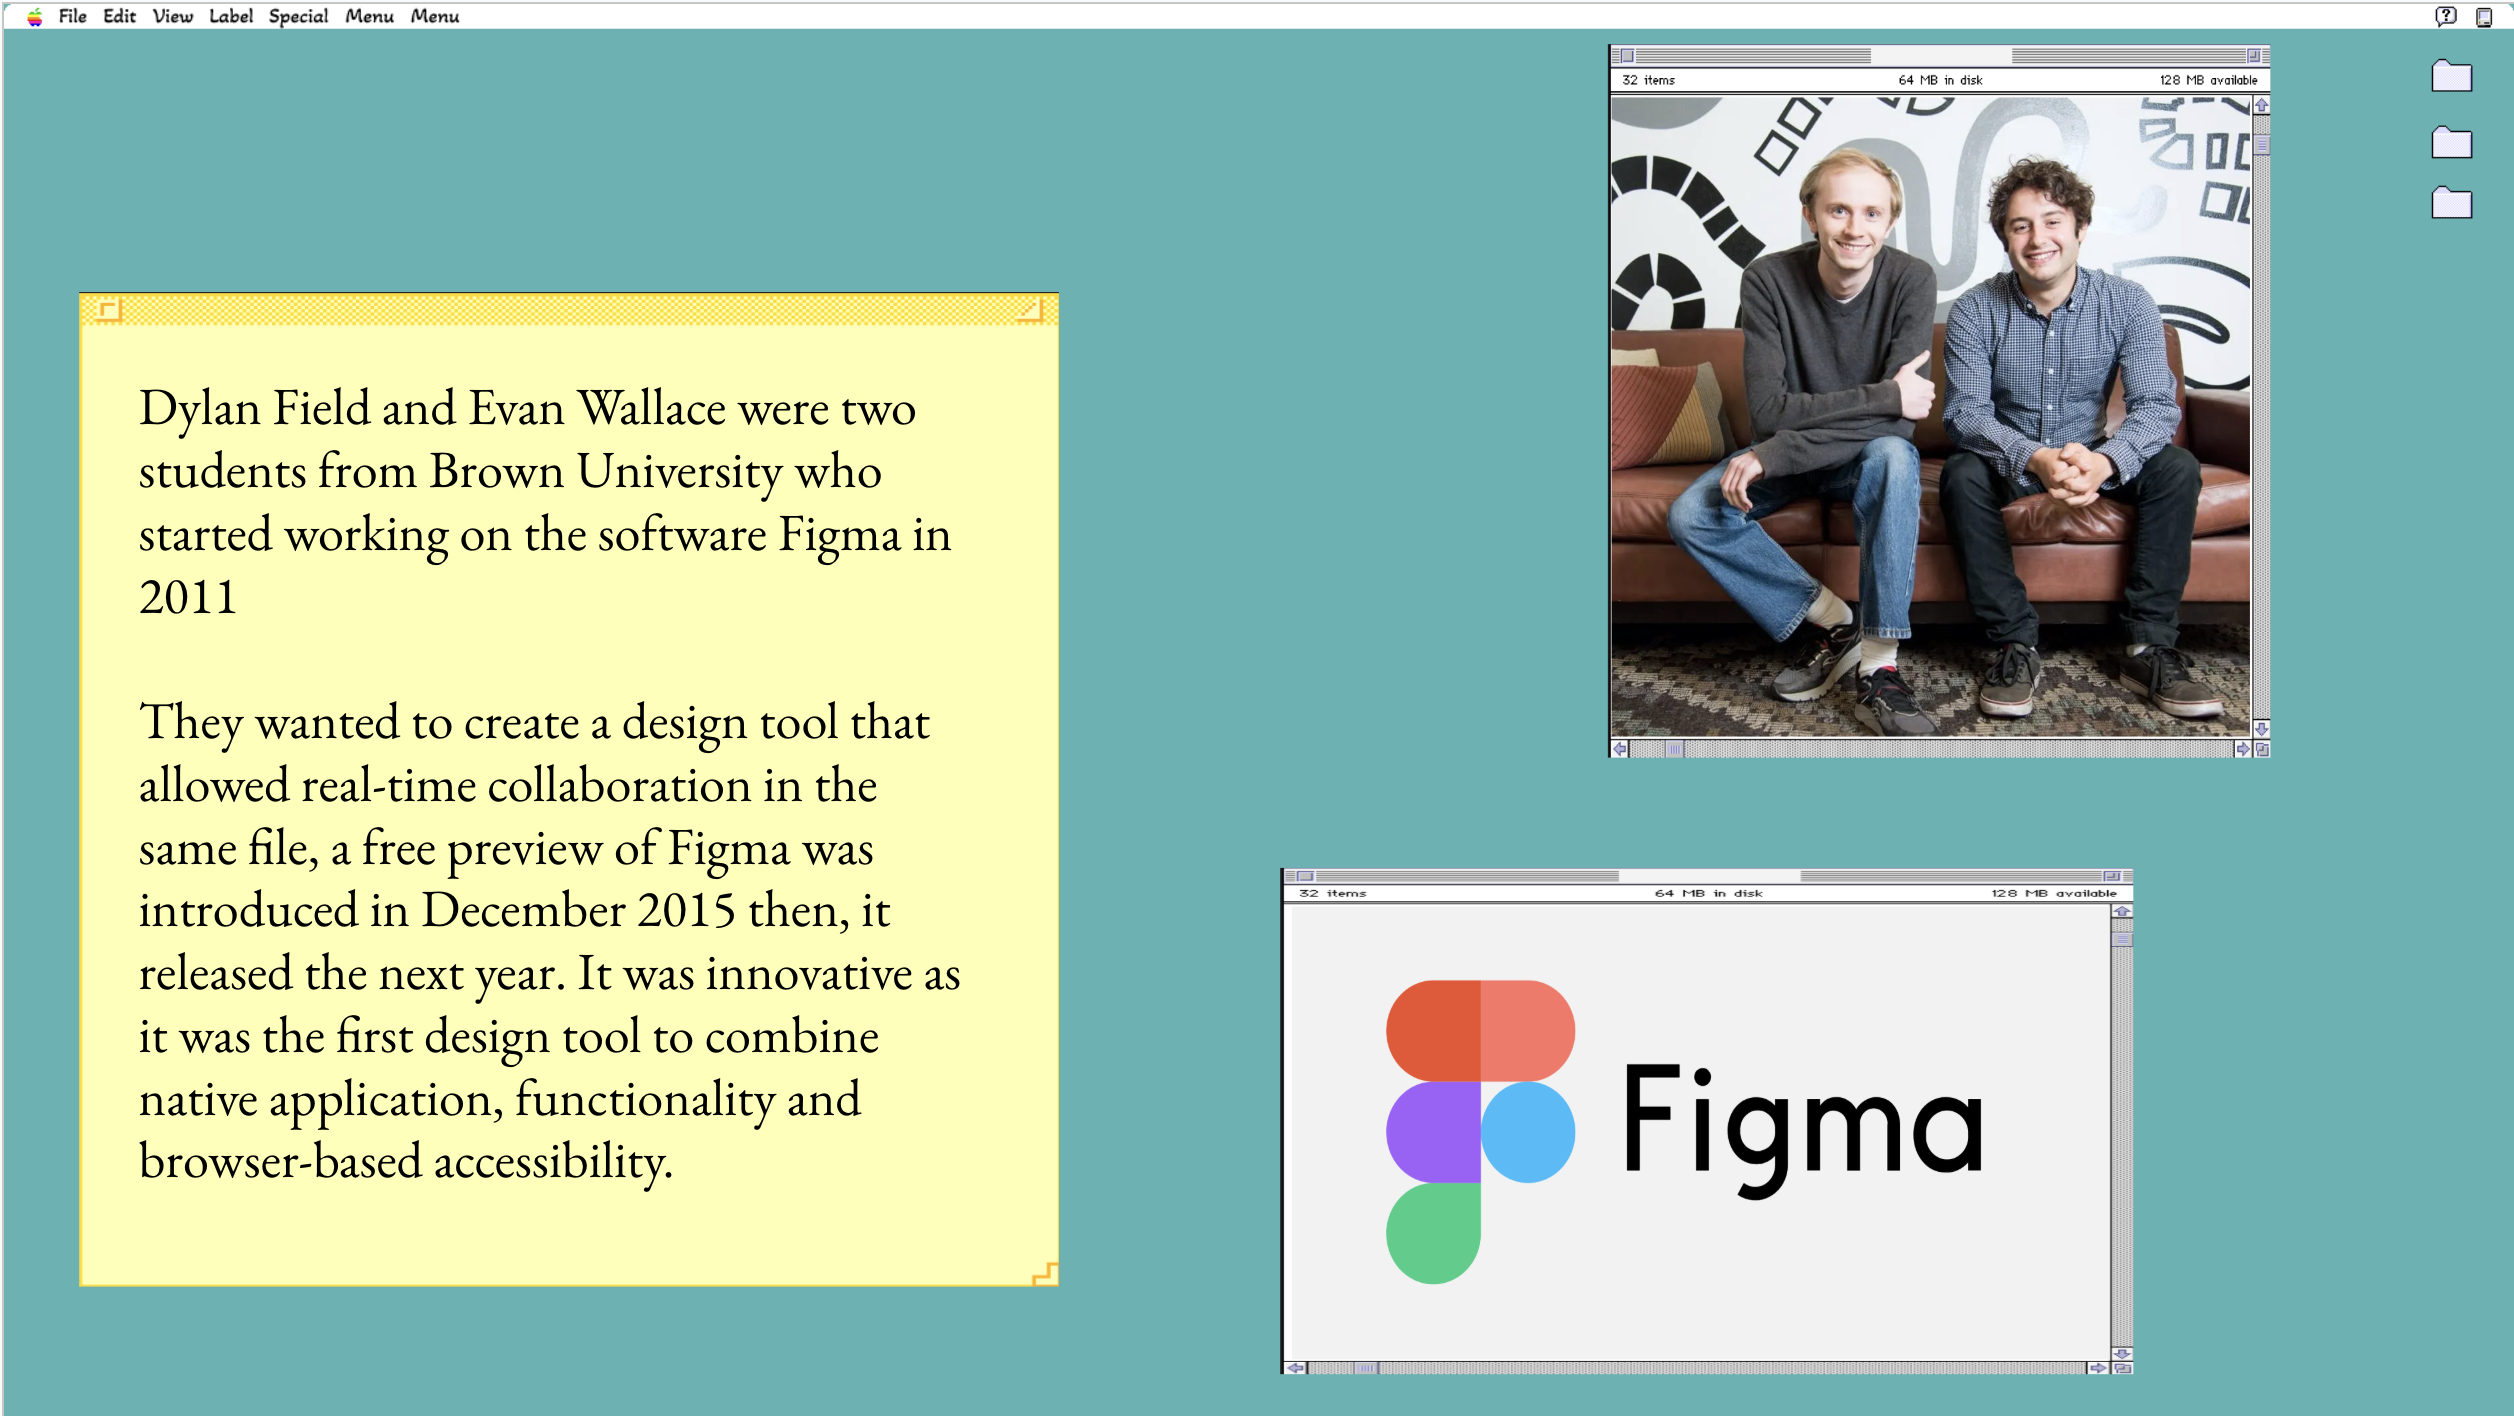 File Edit View Label Special Menu Menu
32 items 64 MB in disk 128 MB available
Dylan Field and Evan Wallace were two
students from Brown University who
started working on the software Figma in
2011
They wanted to create a design tool that
allowed real-time collaboration in the
same file, a free preview of Figma was
introduced in December 2015 then, it
released the next year. It was innovative as
it was the first design tool to combine
native application, functionality and
browser-based accessibility.
32 items 64 MB in disk 128 MB available
Figma